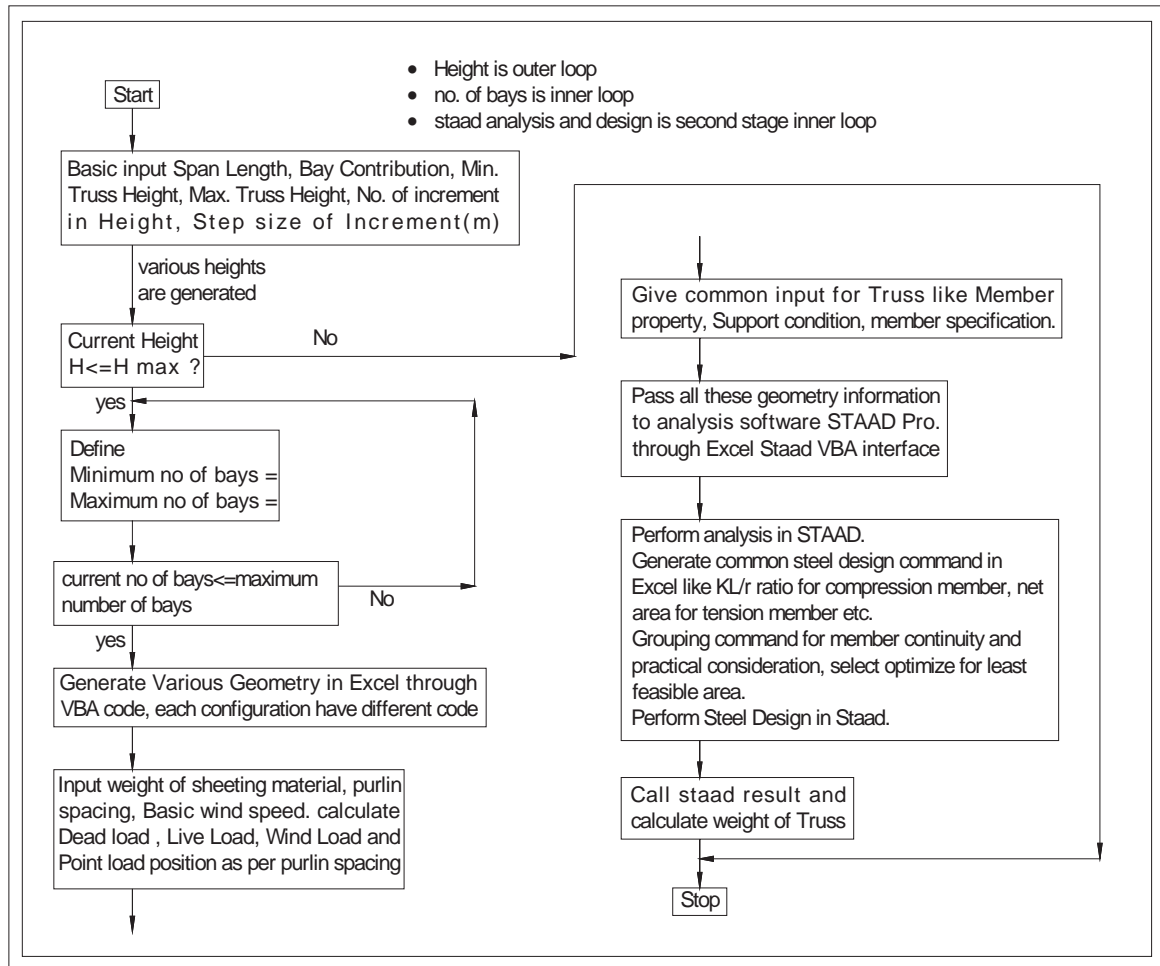 • Height is outer loop
• no. of bays is inner loop
• staad analysis and design is second stage inner loop
Start
Basic input Span Length, Bay Contribution, Min.
Truss Height, Max. Truss Height, No. of increment
in Height, Step size of Increment(m)
various heights
are generated
Current Height
H<=H max ?
No
yes
Define
Minimum no of bays =
Maximum no of bays =
current no of bays<=maximum
number of bays
No
yes
Generate Various Geometry in Excel through
VBA code, each configuration have different code
Input weight of sheeting material, purlin
spacing, Basic wind speed. calculate
Dead load , Live Load, Wind Load and
Point load position as per purlin spacing
Give common input for Truss like Member
property, Support condition, member specification.
Pass all these geometry information
to analysis software STAAD Pro.
through Excel Staad VBA interface
Perform analysis in STAAD.
Generate common steel design command in
Excel like KL/r ratio for compression member, net
area for tension member etc.
Grouping command for member continuity and
practical consideration, select optimize for least
feasible area.
Perform Steel Design in Staad.
Call staad result and
calculate weight of Truss
Stop